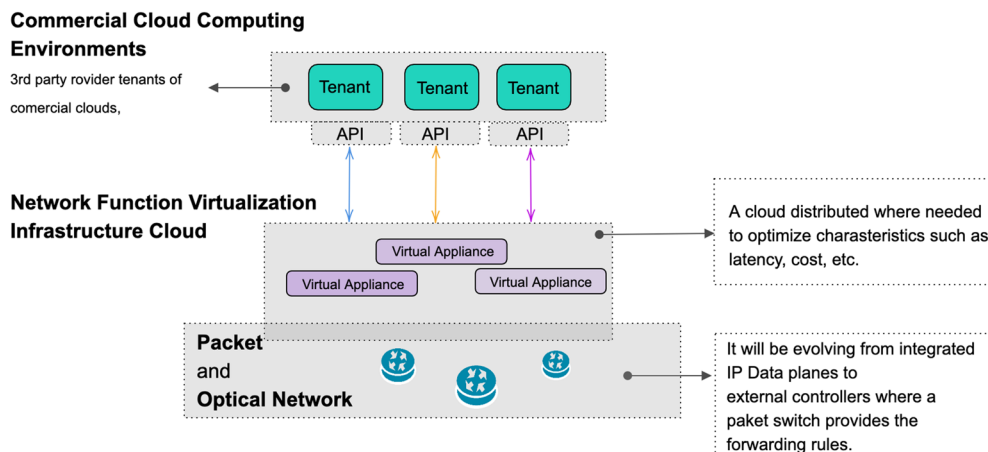 Commercial Cloud Computing
Environments
3rd party rovider tenants of
comercial clouds,
Tenant
Tenant
Tenant
API
API
API
Network Function Virtualization
Infrastructure Cloud
Virtual Appliance
Virtual Appliance
Virtual Appliance
A cloud distributed where needed
to optimize charasteristics such as
latency, cost, etc.
Packet
and
Optical Network
It will be evolving from integrated
IP Data planes to
external controllers where a
paket switch provides the
forwarding rules.